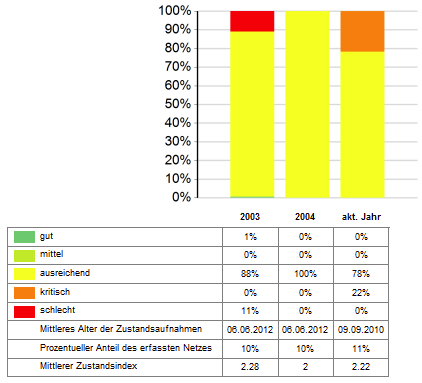 100%
90%
80%
70%
60%
50%
40%
30%
20%
10%
0%
2003 2004 akt. Jahr
gut 1% 0% 0%
mittel 0% 0% 0%
ausreichend 88% 100% 78%
kritisch 0% 0% 22%
schlecht 11% 0% 0%
Mittleres Alter der Zustandsaufnahmen 06.06.2012 06.06.2012 09.09.2010
Prozentueller Anteil des erfassten Netzes 10% 10% 11%
Mittlerer Zustandsindex 2.28 2 2.22